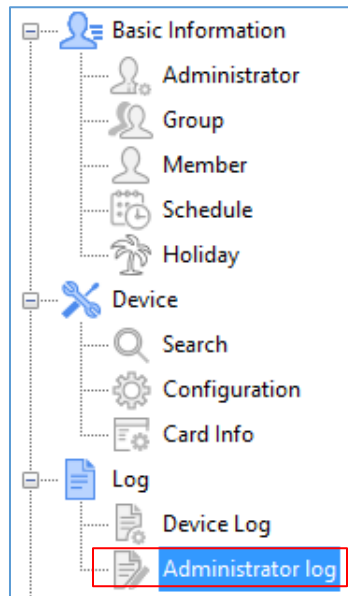 Basic Information
Administrator
Group
Member
Schedule
Holiday
Device
Search
Configuration
Card Info
Log
Device Log
Administrator log